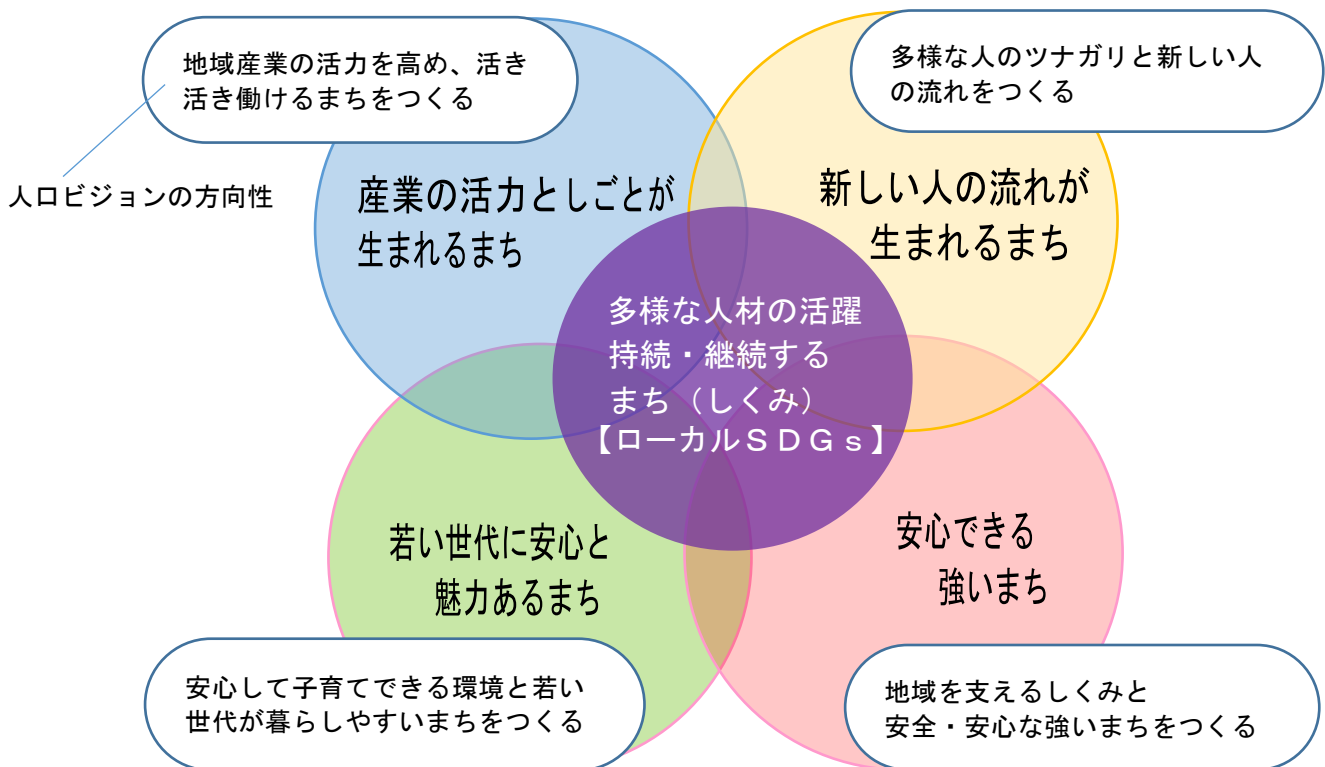 地域産業の活力を高め、活き
活き働けるまちをつくる
多様な人のツナガリと新しい人
の流れをつくる
人口ビジョンの方向性
産業の活力としごとが
生まれるまち
新しい人の流れが
生まれるまち
多様な人材の活躍
持続・継続する
まち（しくみ）
【ローカルＳＤＧｓ】
若い世代に安心と
魅力あるまち
安心できる
強いまち
安心して子育てできる環境と若い
世代が暮らしやすいまちをつくる
地域を支えるしくみと
安全・安心な強いまちをつくる